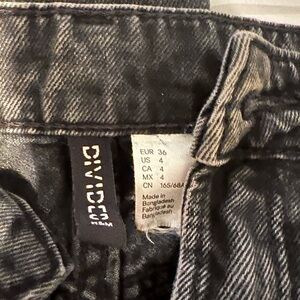 DIVIDED
H&M
EUR 36
US 4
CA 4
MX 4
CN 165/68A
Made in
Bangladesh
Fabriqué au
Bangladesh